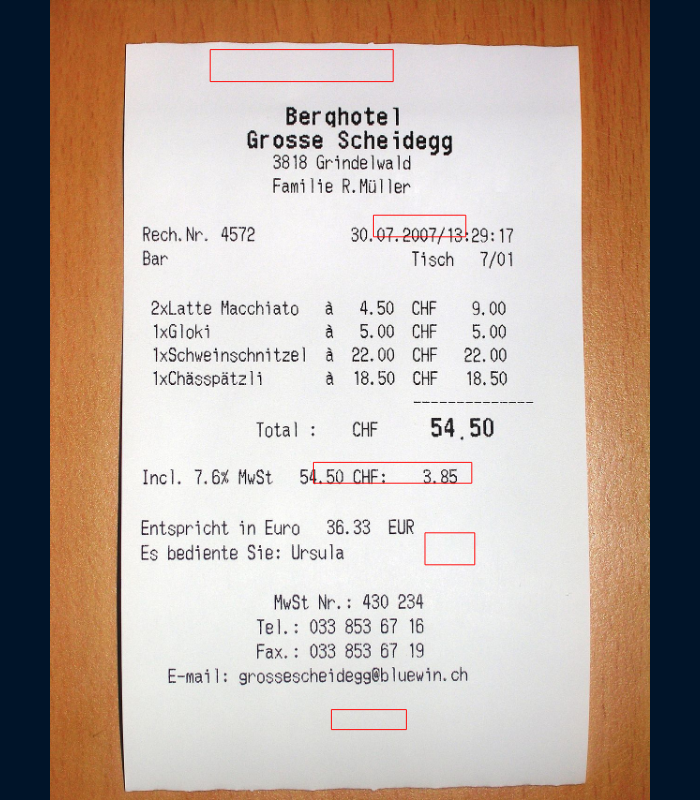 Berghotel
Grosse Scheidegg
3818 Grindelwald
Familie R.Müller
Rech.Nr. 4572 30.07.2007/13:29:17
Bar Tisch 7/01
2xLatte Macchiato à 4.50 CHF 9.00
1xGloki à 5.00 CHF 5.00
1xSchweinschnitzel à 22.00 CHF 22.00
1xChässpätzli à 18.50 CHF 18.50
--------------
Total : CHF 54.50
Incl. 7.6% MwSt 54.50 CHF: 3.85
Entspricht in Euro 36.33 EUR
Es bediente Sie: Ursula
MwSt Nr.: 430 234
Tel.: 033 853 67 16
Fax.: 033 853 67 19
E-mail: grossescheidegg@bluewin.ch